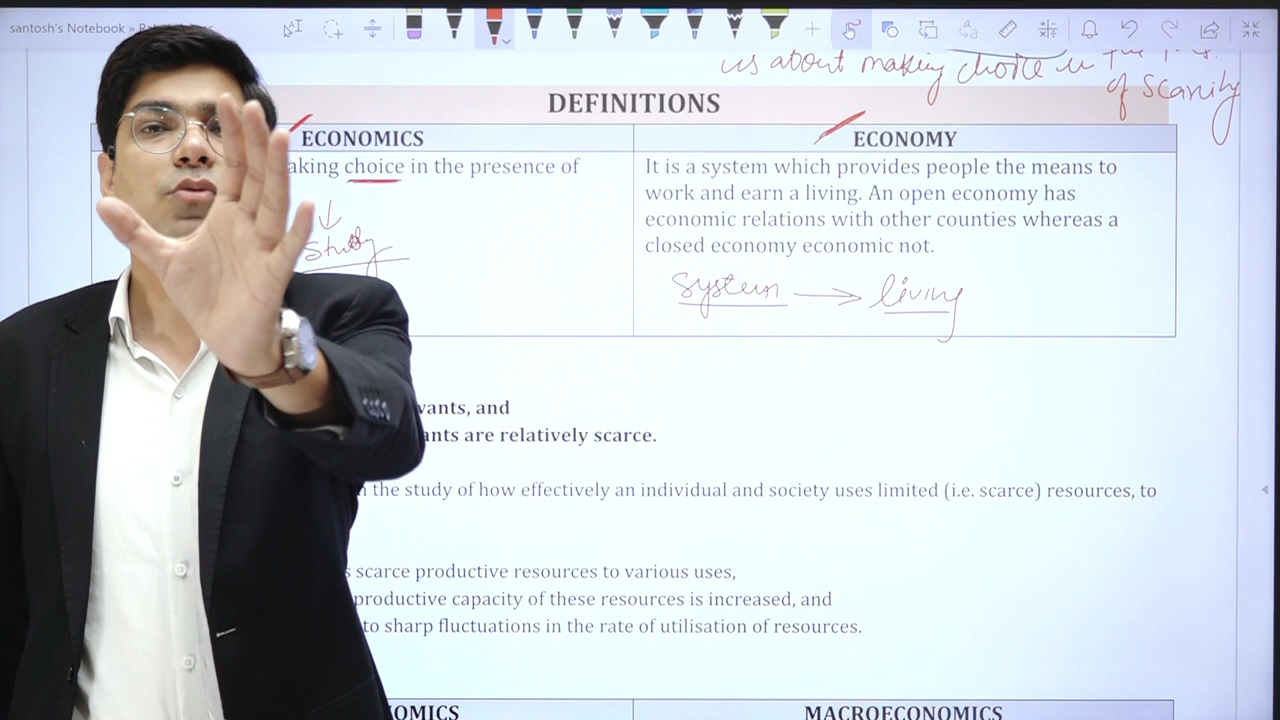 santosh's Notebook »
us about making choice in the
of scarcity
DEFINITIONS
ECONOMICS
ECONOMY
aking choice in the presence of
It is a system which provides people the means to
work and earn a living. An open economy has
economic relations with other counties whereas a
closed economy economic not.
Study
System → living
vants, and
ants are relatively scarce.
the study of how effectively an individual and society uses limited (i.e. scarce) resources, to
s scarce productive resources to various uses,
productive capacity of these resources is increased, and
to sharp fluctuations in the rate of utilisation of resources.
OMICS
MACROECONOMICS